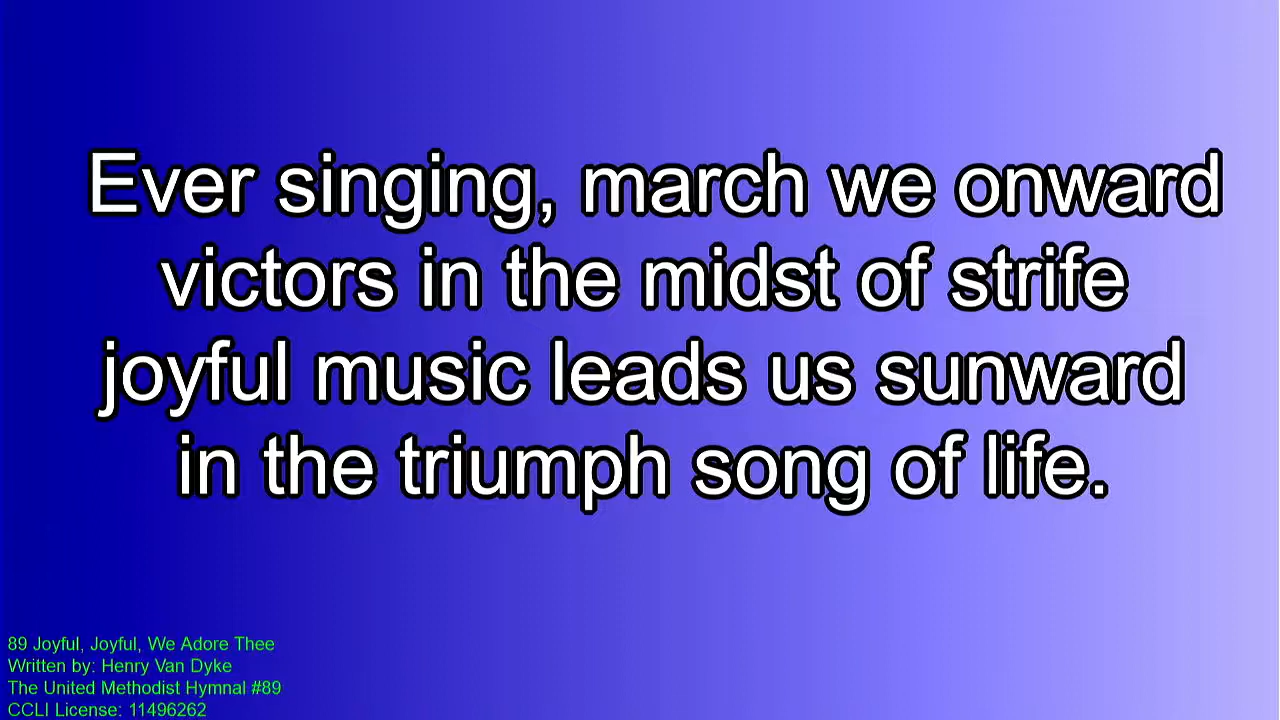 Ever singing, march we onward
victors in the midst of strife
joyful music leads us sunward
in the triumph song of life.
89 Joyful, Joyful, We Adore Thee
Written by: Henry Van Dyke
The United Methodist Hymnal #89
CCLI License: 11496262